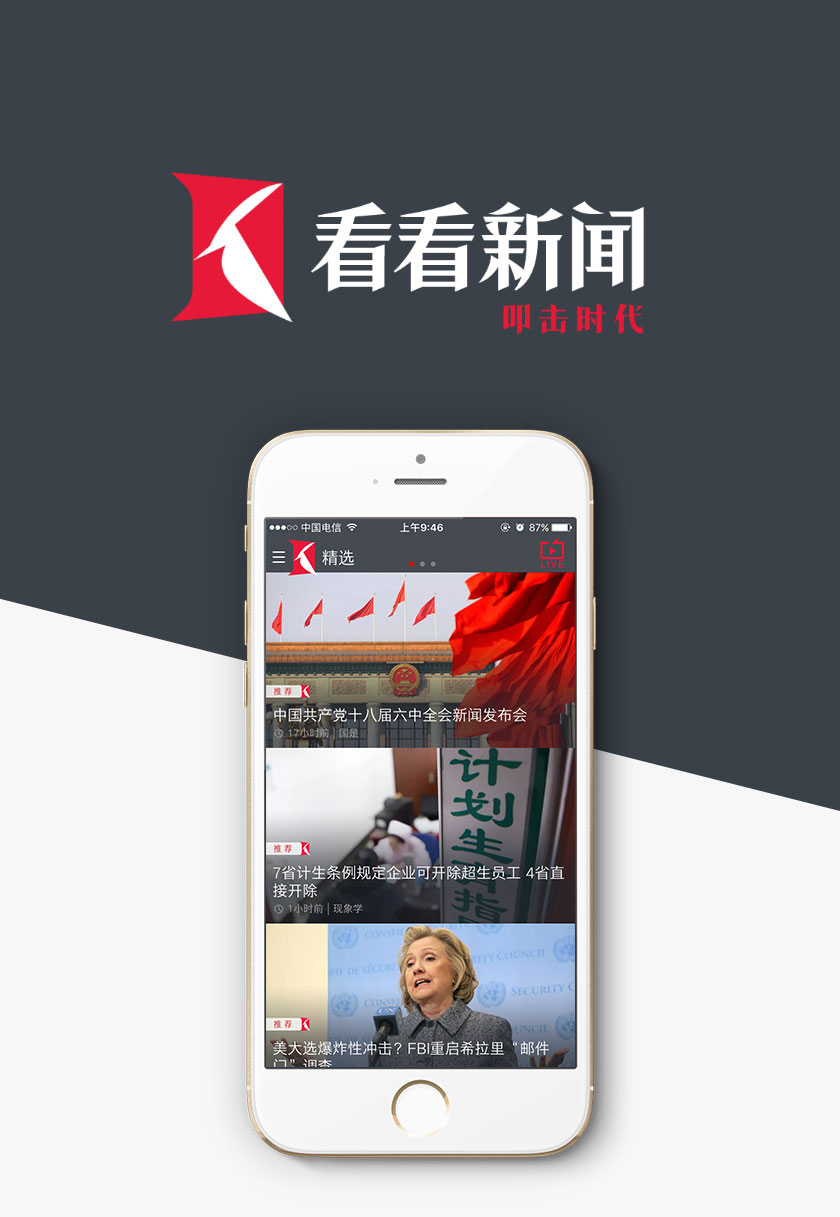 看看新闻
叩击时代
中国电信 上午9:46 87%
精选
LIVE
推荐
中国共产党十八届六中全会新闻发布会
17小时前 | 国是
计划生育指
推荐
7省计生条例规定企业可开除超生员工 4省直
接开除
1小时前 | 现象学
CONSEIL DE SÉCURITÉ
SECURITY COUNCIL
推荐
美大选爆炸性冲击？FBI重启希拉里“邮件
门”调查